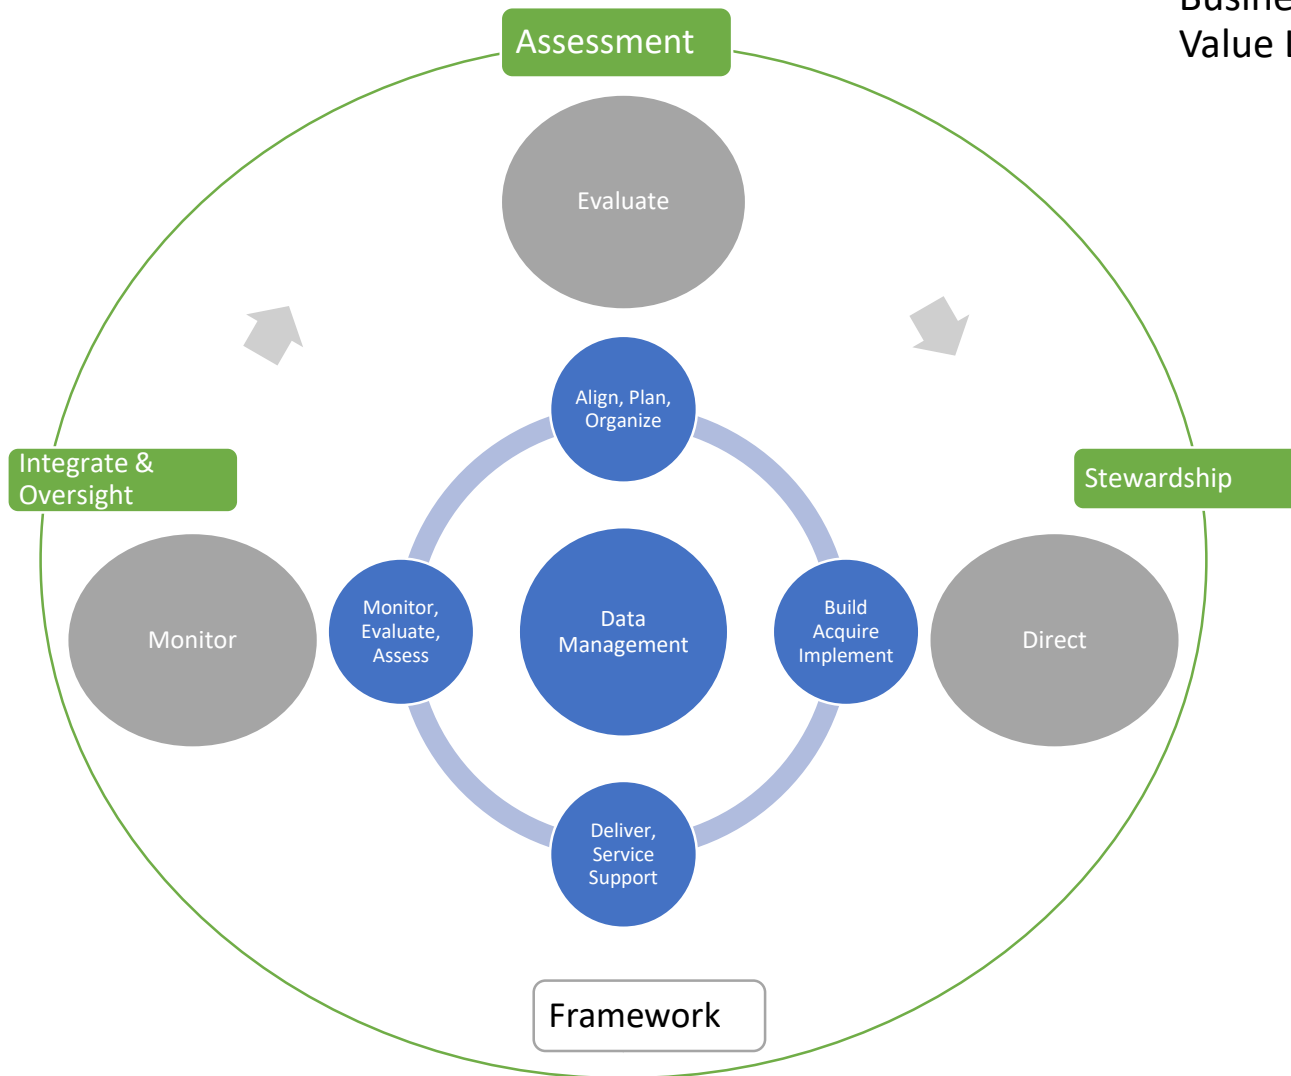 Assessment
Value
Evaluate
Align, Plan,
Organize
Integrate &
Oversight
Stewardship
Monitor
Monitor,
Evaluate,
Assess
Data
Management
Build
Acquire
Implement
Direct
Deliver,
Service
Support
Framework